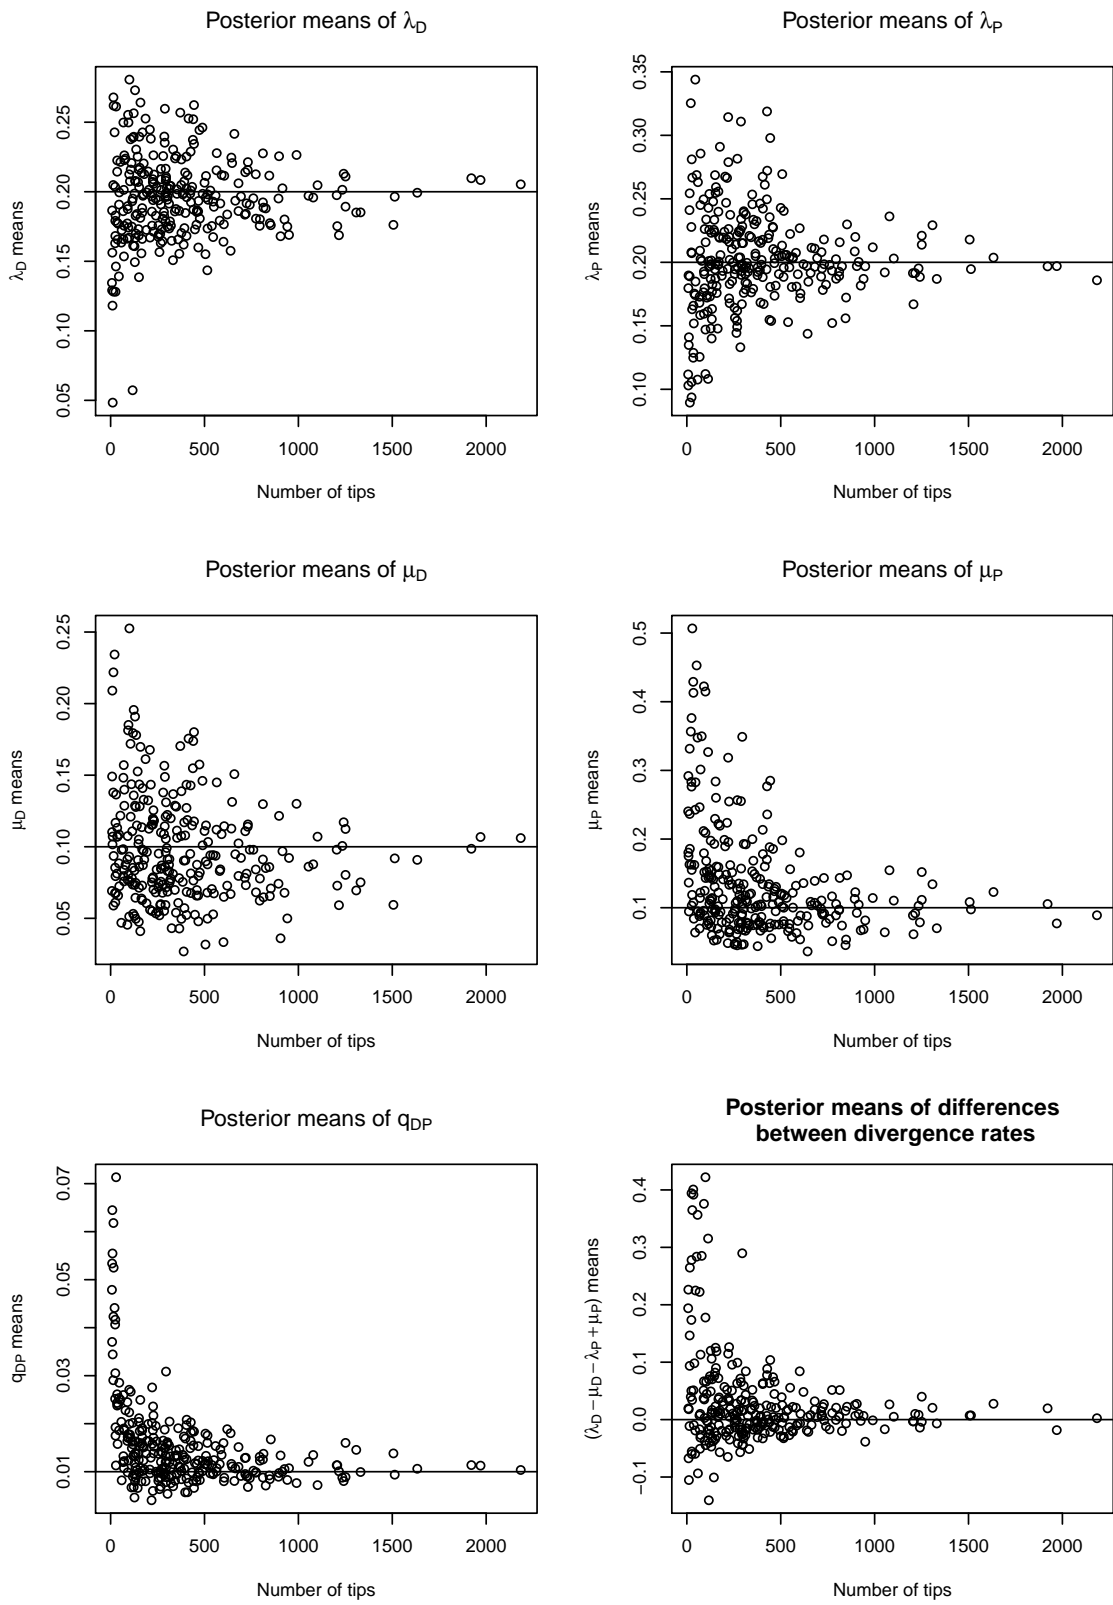 Posterior means of λD
Posterior means of λP
λD means
0.05 0.10 0.15 0.20 0.25
0 500 1000 1500 2000
Number of tips
λP means
0.10 0.15 0.20 0.25 0.30 0.35
0 500 1000 1500 2000
Number of tips
Posterior means of μD
Posterior means of μP
μD means
0.05 0.10 0.15 0.20 0.25
0 500 1000 1500 2000
Number of tips
μP means
0.1 0.2 0.3 0.4 0.5
0 500 1000 1500 2000
Number of tips
Posterior means of qDP
Posterior means of differences
between divergence rates
qDP means
0.01 0.03 0.05 0.07
0 500 1000 1500 2000
Number of tips
(λD − μD − λP + μP) means
−0.1 0.0 0.1 0.2 0.3 0.4
0 500 1000 1500 2000
Number of tips